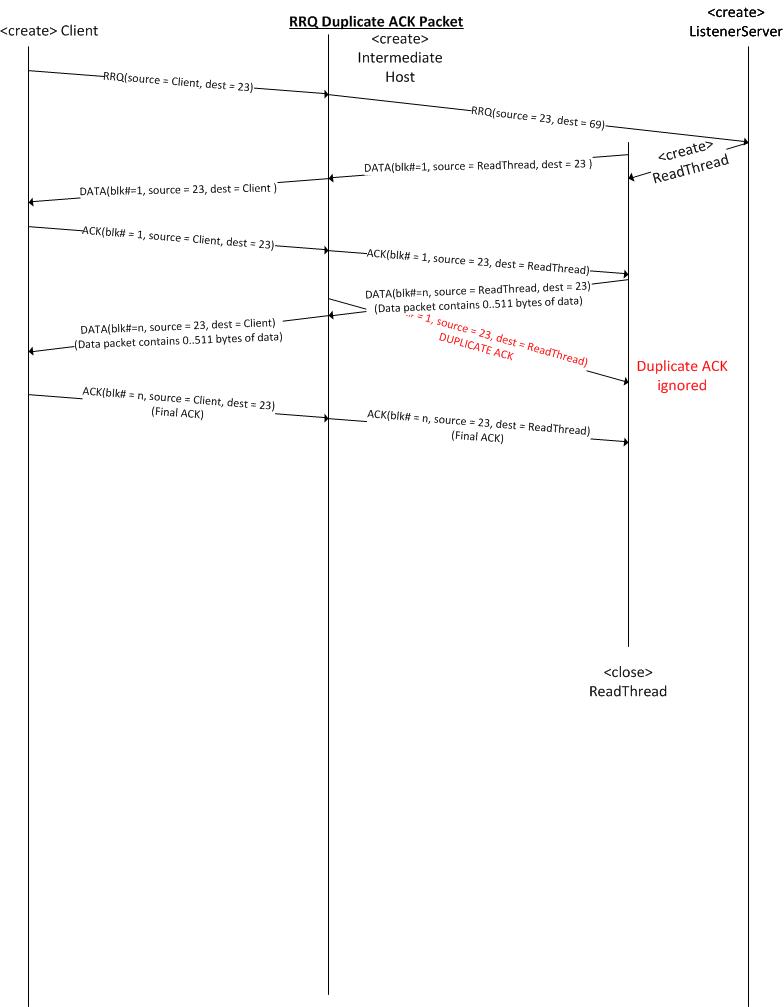 RRQ Duplicate ACK Packet
<create>
ListenerServer
<create> Client
<create>
Intermediate
Host
RRQ(source = Client, dest = 23)
RRQ(source = 23, dest = 69)
<create>
ReadThread
DATA(blk#=1, source = ReadThread, dest = 23 )
DATA(blk#=1, source = 23, dest = Client )
ACK(blk# = 1, source = Client, dest = 23)
ACK(blk# = 1, source = 23, dest = ReadThread)
DATA(blk#=n, source = ReadThread, dest = 23)
(Data packet contains 0..511 bytes of data)
DATA(blk#=n, source = 23, dest = Client)
(Data packet contains 0..511 bytes of data)
= 1, source = 23, dest = ReadThread)
DUPLICATE ACK
Duplicate ACK
ignored
ACK(blk# = n, source = Client, dest = 23)
(Final ACK)
ACK(blk# = n, source = 23, dest = ReadThread)
(Final ACK)
<close>
ReadThread